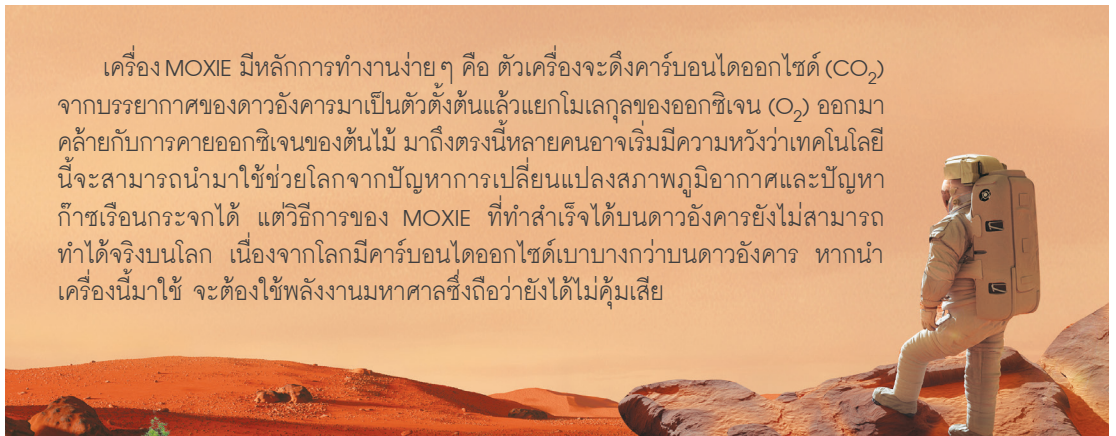 เครื่อง MOXIE มีหลักการทำงานง่าย ๆ คือ ตัวเครื่องจะดึงคาร์บอนไดออกไซด์ (CO₂)
จากบรรยากาศของดาวอังคารมาเป็นตัวตั้งต้นแล้วแยกโมเลกุลของออกซิเจน (O₂) ออกมา
คล้ายกับการคายออกซิเจนของต้นไม้ มาถึงตรงนี้หลายคนอาจเริ่มมีความหวังว่าเทคโนโลยี
นี้จะสามารถนำมาใช้ช่วยโลกจากปัญหาการเปลี่ยนแปลงสภาพภูมิอากาศและปัญหา
ก๊าซเรือนกระจกได้ แต่วิธีการของ MOXIE ที่ทำสำเร็จได้บนดาวอังคารยังไม่สามารถ
ทำได้จริงบนโลก เนื่องจากโลกมีคาร์บอนไดออกไซด์เบาบางกว่าบนดาวอังคาร หากนำ
เครื่องนี้มาใช้ จะต้องใช้พลังงานมหาศาลซึ่งถือว่ายังได้ไม่คุ้มเสีย